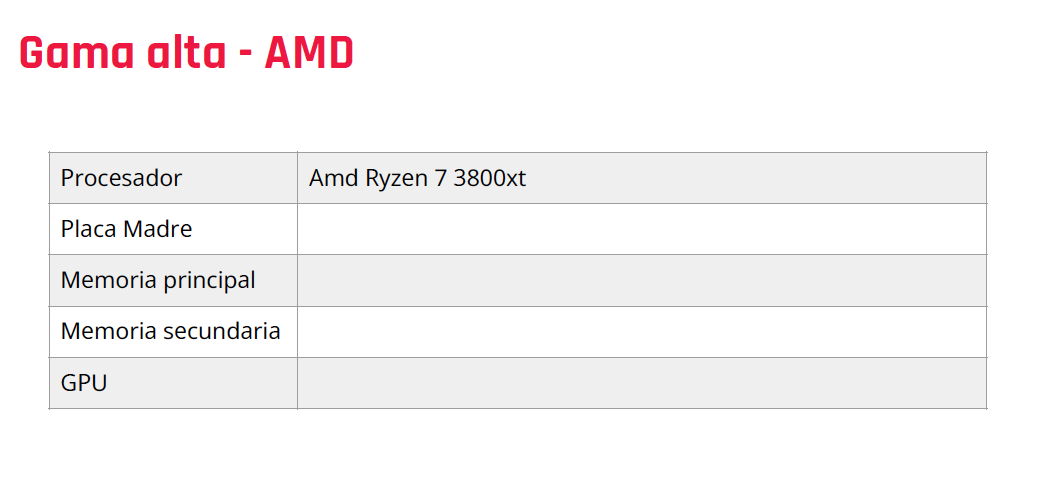 Gama alta - AMD
Procesador Amd Ryzen 7 3800xt
Placa Madre
Memoria principal
Memoria secundaria
GPU